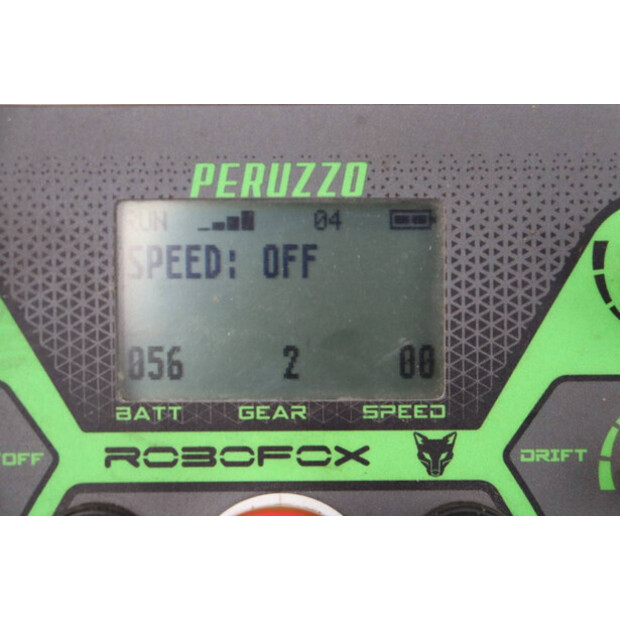 PERUZZO
RUN 04
SPEED: OFF
056 2 00
BATT GEAR SPEED
/OFF ROBOFOX DRIFT